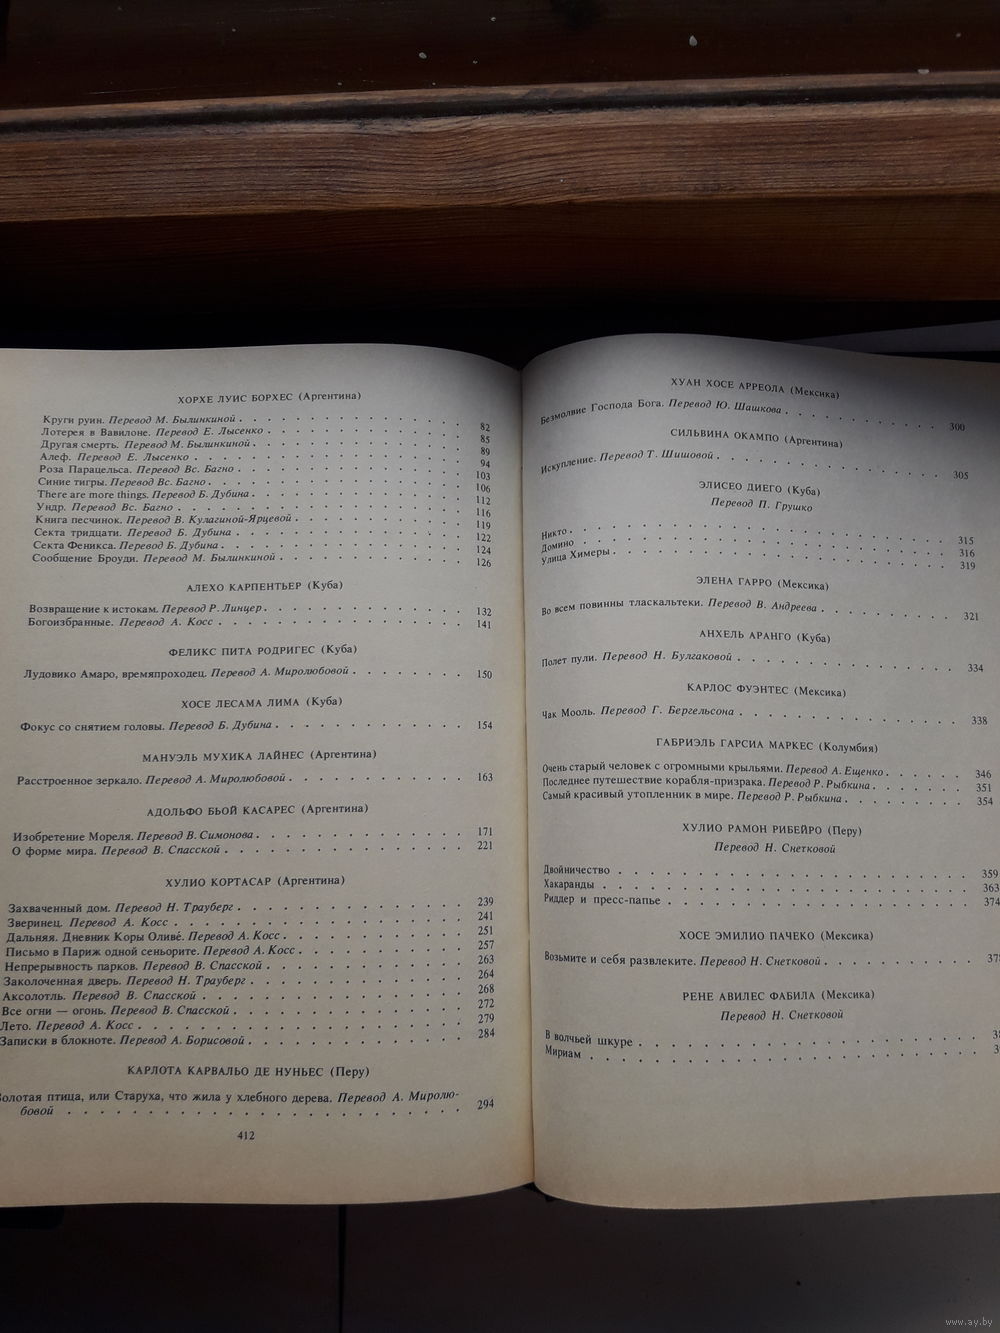 ХОРХЕ ЛУИС БОРХЕС (Аргентина)
Круги руин. Перевод М. Былинкиной . . . . . . . . . . . . . 82
Лотерея в Вавилоне. Перевод Е. Лысенко . . . . . . . . . . . . 85
Другая смерть. Перевод М. Былинкиной . . . . . . . . . . . . 89
Алеф. Перевод Е. Лысенко . . . . . . . . . . . . . . . 94
Роза Парацельса. Перевод Вс. Багно . . . . . . . . . . . . . 103
Синие тигры. Перевод Вс. Багно . . . . . . . . . . . . . . 106
There are more things. Перевод Б. Дубина . . . . . . . . . . . . 112
Ундр. Перевод Вс. Багно . . . . . . . . . . . . . . . . 116
Книга песчинок. Перевод В. Кулагиной-Ярцевой . . . . . . . . . . 119
Секта тридцати. Перевод Б. Дубина . . . . . . . . . . . . . 122
Секта Феникса. Перевод Б. Дубина . . . . . . . . . . . . . 124
Сообщение Броуди. Перевод М. Былинкиной . . . . . . . . . . . 126
АЛЕХО КАРПЕНТЬЕР (Куба)
Возвращение к истокам. Перевод Р. Линцер . . . . . . . . . . . . 132
Богоизбранные. Перевод А. Косс . . . . . . . . . . . . . . 141
ФЕЛИКС ПИТА РОДРИГЕС (Куба)
Лудовико Амаро, времяпроходец. Перевод А. Миролюбовой . . . . . . . 150
ХОСЕ ЛЕСАМА ЛИМА (Куба)
Фокус со снятием головы. Перевод Б. Дубина . . . . . . . . . . . 154
МАНУЭЛЬ МУХИКА ЛАЙНЕС (Аргентина)
Расстроенное зеркало. Перевод А. Миролюбовой . . . . . . . . . . . 163
АДОЛЬФО БЬОЙ КАСАРЕС (Аргентина)
Изобретение Мореля. Перевод В. Симонова . . . . . . . . . . . . 171
О форме мира. Перевод В. Спасской . . . . . . . . . . . . . 221
ХУЛИО КОРТАСАР (Аргентина)
Захваченный дом. Перевод Н. Трауберг . . . . . . . . . . . . . 239
Зверинец. Перевод А. Косс . . . . . . . . . . . . . . . . 241
Дальняя. Дневник Коры Оливé. Перевод А. Косс . . . . . . . . . . 251
Письмо в Париж одной сеньорите. Перевод А. Косс . . . . . . . . . 257
Непрерывность парков. Перевод В. Спасской . . . . . . . . . . . 263
Заколоченная дверь. Перевод Н. Трауберг . . . . . . . . . . . . 264
Аксолотль. Перевод В. Спасской . . . . . . . . . . . . . . 268
Все огни — огонь. Перевод В. Спасской . . . . . . . . . . . . . 272
Лето. Перевод А. Косс . . . . . . . . . . . . . . . . . 279
Записки в блокноте. Перевод А. Борисовой . . . . . . . . . . . . 284
КАРЛОТА КАРВАЛЬО ДЕ НУНЬЕС (Перу)
Золотая птица, или Старуха, что жила у хлебного дерева. Перевод А. Миролю-
бовой . . . . . . . . . . . . . . . . . . . . . . 294
412
ХУАН ХОСЕ АРРЕОЛА (Мексика)
Безмолвие Господа Бога. Перевод Ю. Шашкова . . . . . . . . . . . 300
СИЛЬВИНА ОКАМПО (Аргентина)
Искупление. Перевод Т. Шишовой . . . . . . . . . . . . . . 305
ЭЛИСЕО ДИЕГО (Куба)
Перевод П. Грушко
Никто . . . . . . . . . . . . . . . . . . . . . 315
Домино . . . . . . . . . . . . . . . . . . . . . 316
Улица Химеры . . . . . . . . . . . . . . . . . . . 319
ЭЛЕНА ГАРРО (Мексика)
Во всем повинны тласкальтеки. Перевод В. Андреева . . . . . . . . . 321
АНХЕЛЬ АРАНГО (Куба)
Полет пули. Перевод Н. Булгаковой . . . . . . . . . . . . . 334
КАРЛОС ФУЭНТЕС (Мексика)
Чак Мооль. Перевод Г. Бергельсона . . . . . . . . . . . . . 338
ГАБРИЭЛЬ ГАРСИА МАРКЕС (Колумбия)
Очень старый человек с огромными крыльями. Перевод А. Ещенко . . . . . . 346
Последнее путешествие корабля-призрака. Перевод Р. Рыбкина . . . . . . . 351
Самый красивый утопленник в мире. Перевод Р. Рыбкина . . . . . . . . 354
ХУЛИО РАМОН РИБЕЙРО (Перу)
Перевод Н. Снетковой
Двойничество . . . . . . . . . . . . . . . . . . . 359
Хакаранды . . . . . . . . . . . . . . . . . . . . 363
Риддер и пресс-папье . . . . . . . . . . . . . . . . . 374
ХОСЕ ЭМИЛИО ПАЧЕКО (Мексика)
Возьмите и себя развлеките. Перевод Н. Снетковой . . . . . . . . . .
РЕНЕ АВИЛЕС ФАБИЛА (Мексика)
Перевод Н. Снетковой
В волчьей шкуре . . . . . . . . . . . . . . . . . .
Мириам . . . . . . . . . . . . . . . . . . . . .
www.ay.by